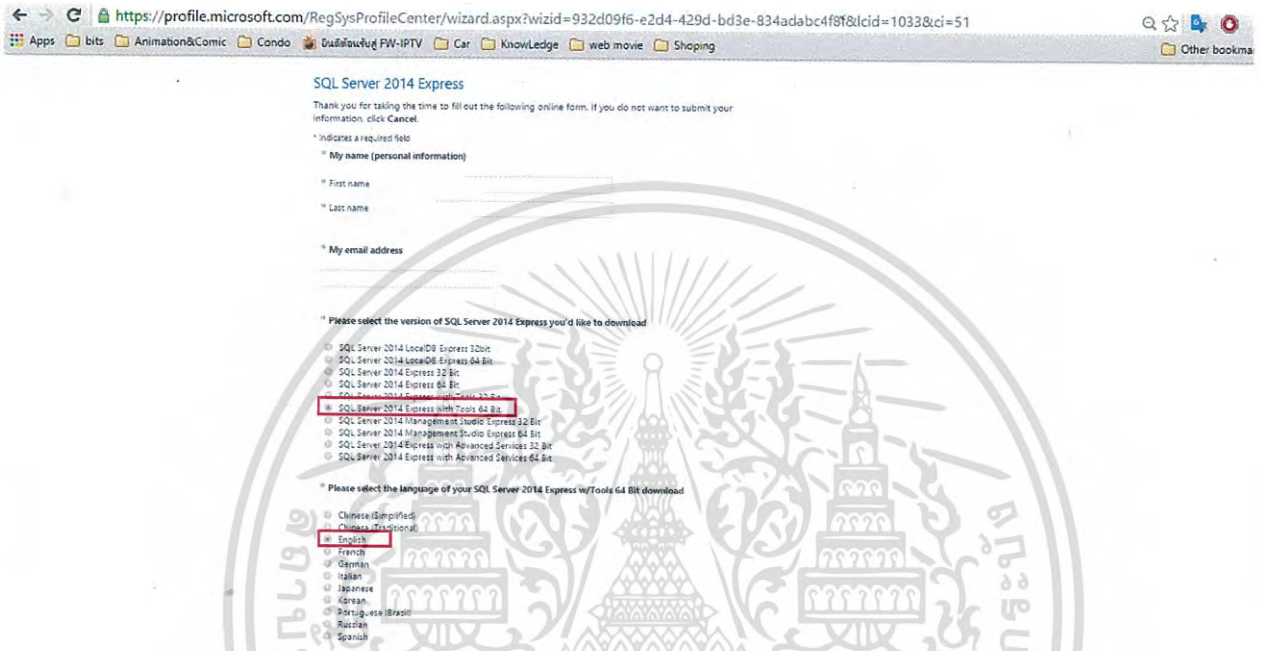 https://profile.microsoft.com/RegSysProfileCenter/wizard.aspx?wizid=932d09f6-e2d4-429d-bd3e-834adabc4f8f&lcid=1033&ci=51
Apps bits Animation&Comic Condo FW-IPTV Car KnowLedge web movie Shoping
Other bookma
SQL Server 2014 Express
Thank you for taking the time to fill out the following online form. If you do not want to submit your
information, click Cancel.
* Indicates a required field
* My name (personal information)
* First name
* Last name
* My email address
* Please select the version of SQL Server 2014 Express you'd like to download
SQL Server 2014 LocalDB Express 32bit
SQL Server 2014 LocalDB Express 64 Bit
SQL Server 2014 Express 32 Bit
SQL Server 2014 Express 64 Bit
SQL Server 2014 Express with Tools 32 Bit
SQL Server 2014 Express with Tools 64 Bit
SQL Server 2014 Management Studio Express 32 Bit
SQL Server 2014 Management Studio Express 64 Bit
SQL Server 2014 Express with Advanced Services 32 Bit
SQL Server 2014 Express with Advanced Services 64 Bit
* Please select the language of your SQL Server 2014 Express w/Tools 64 Bit download
Chinese (Simplified)
Chinese (Traditional)
English
French
German
Italian
Japanese
Korean
Portuguese (Brazil)
Russian
Spanish